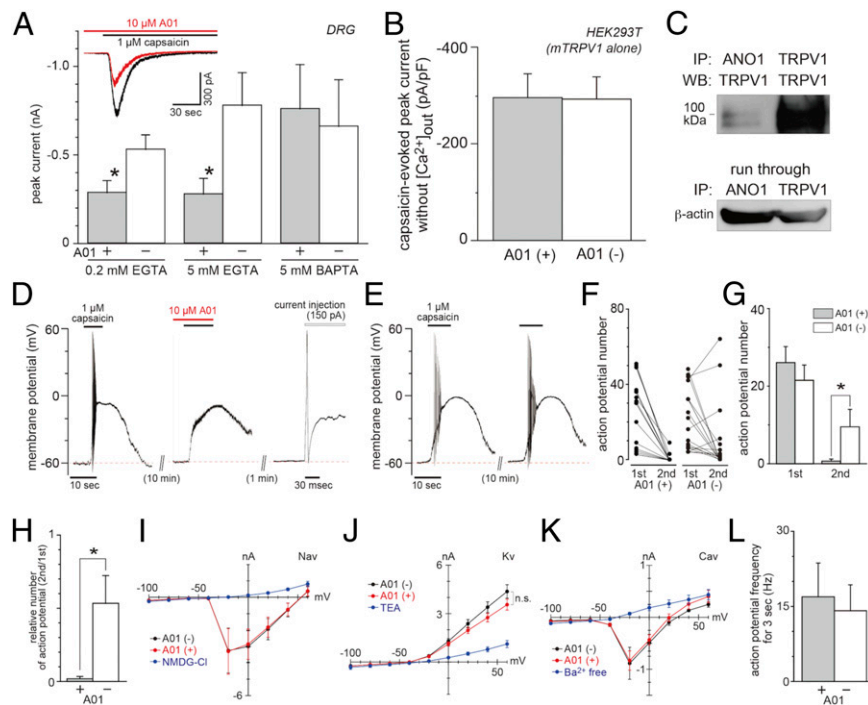 A
10 μM A01
1 μM capsaicin
DRG
300 pA
30 sec
peak current (nA)
-1.0
-0.5
0
*
*
A01 + − + − + −
0.2 mM EGTA 5 mM EGTA 5 mM BAPTA
B
HEK293T
(mTRPV1 alone)
capsaicin-evoked peak current
without [Ca2+]out (pA/pF)
-400
-300
0
A01 (+) A01 (-)
C
IP: ANO1 TRPV1
WB: TRPV1 TRPV1
100
kDa
run through
IP: ANO1 TRPV1
β-actin
D
1 μM
capsaicin
10 μM A01
current injection
(150 pA)
membrane potential (mV)
60
0
-60
10 sec
(10 min)
(1 min)
30 msec
E
1 μM
capsaicin
membrane potential (mV)
60
0
-60
10 sec
(10 min)
F
action potential number
80
40
0
1st 2nd 1st 2nd
A01 (+) A01 (-)
G
A01 (+)
A01 (-)
action potential number
40
20
0
*
1st 2nd
H
relative number
of action potential (2nd/1st)
1
0
*
+ −
A01
I
nA
Nav
-100 -50
mV
A01 (-)
A01 (+)
NMDG-Cl
-6
J
nA
Kv
A01 (-)
A01 (+)
TEA
6
3
n.s.
-100 -50
50
mV
K
nA
Cav
1
-100 -50
50
mV
A01 (-)
A01 (+)
Ba2+ free
-1
L
action potential frequency
for 3 sec (Hz)
30
15
0
+ −
A01